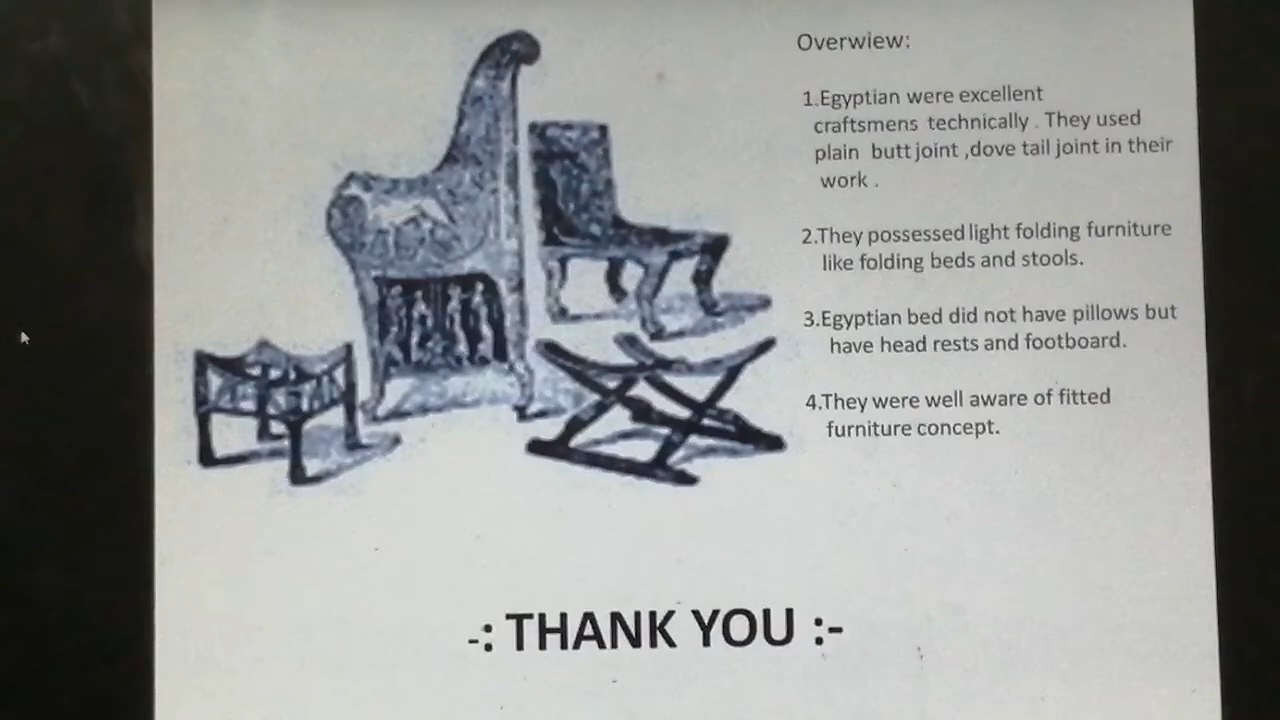 Overwiew:
1.Egyptian were excellent
craftsmens technically . They used
plain butt joint ,dove tail joint in their
work .
2.They possessed light folding furniture
like folding beds and stools.
3.Egyptian bed did not have pillows but
have head rests and footboard.
4.They were well aware of fitted
furniture concept.
-: THANK YOU :-